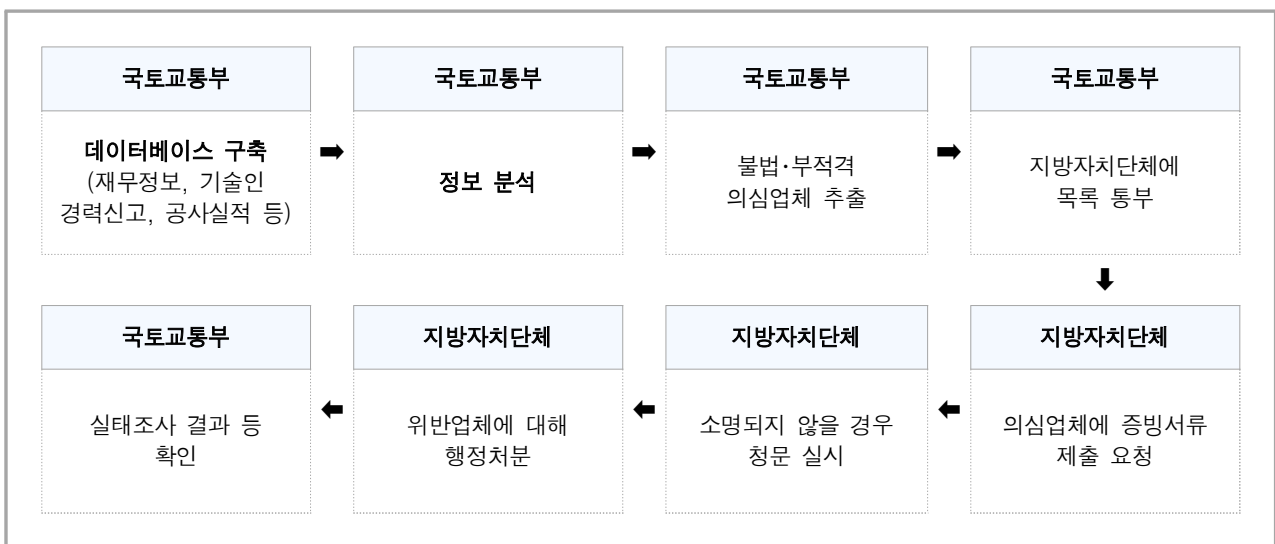 국토교통부
데이터베이스 구축
(재무정보, 기술인
경력신고, 공사실적 등)
국토교통부
정보 분석
국토교통부
불법·부적격
의심업체 추출
국토교통부
지방자치단체에
목록 통부
지방자치단체
의심업체에 증빙서류
제출 요청
지방자치단체
소명되지 않을 경우
청문 실시
지방자치단체
위반업체에 대해
행정처분
국토교통부
실태조사 결과 등
확인